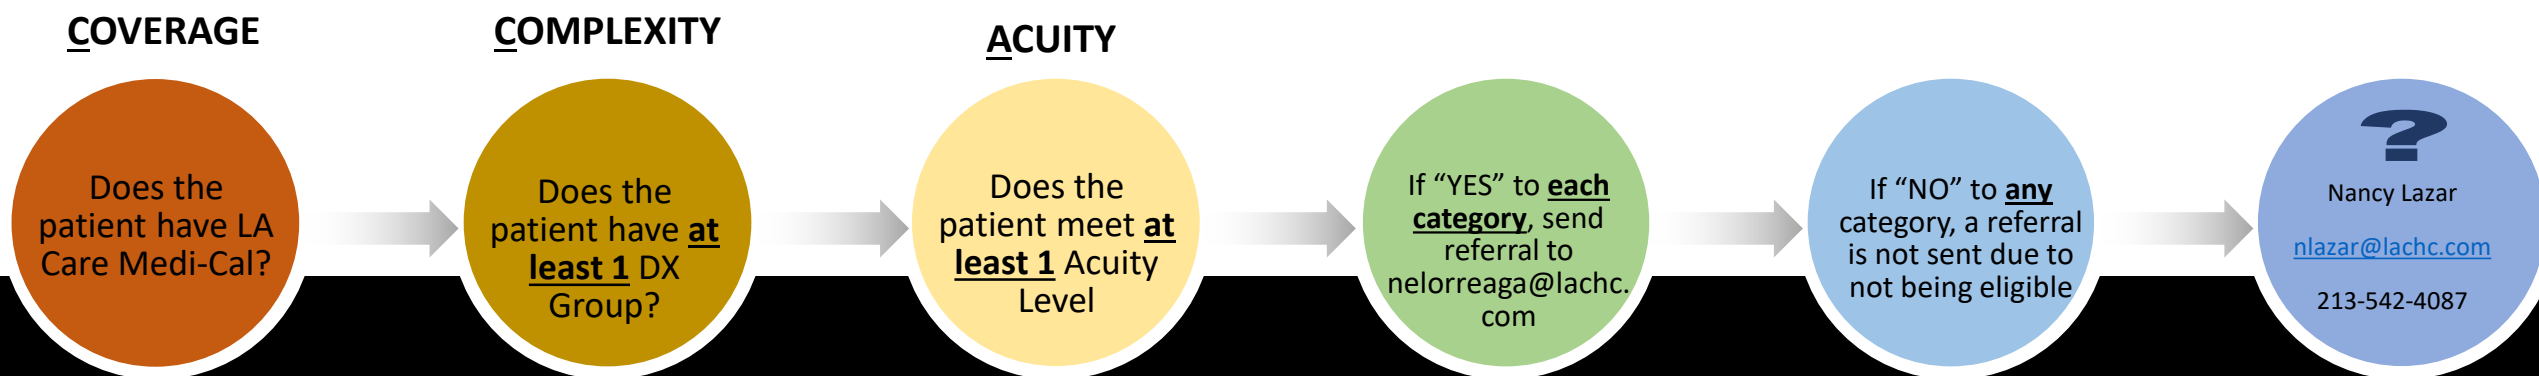 COVERAGE
Does the
patient have LA
Care Medi-Cal?
COMPLEXITY
Does the
patient have at
least 1 DX
Group?
ACUITY
Does the
patient meet at
least 1 Acuity
Level
If “YES” to each
category, send
referral to
nelorreaga@lachc.
com
If “NO” to any
category, a referral
is not sent due to
not being eligible
?
Nancy Lazar
nlazar@lachc.com
213-542-4087